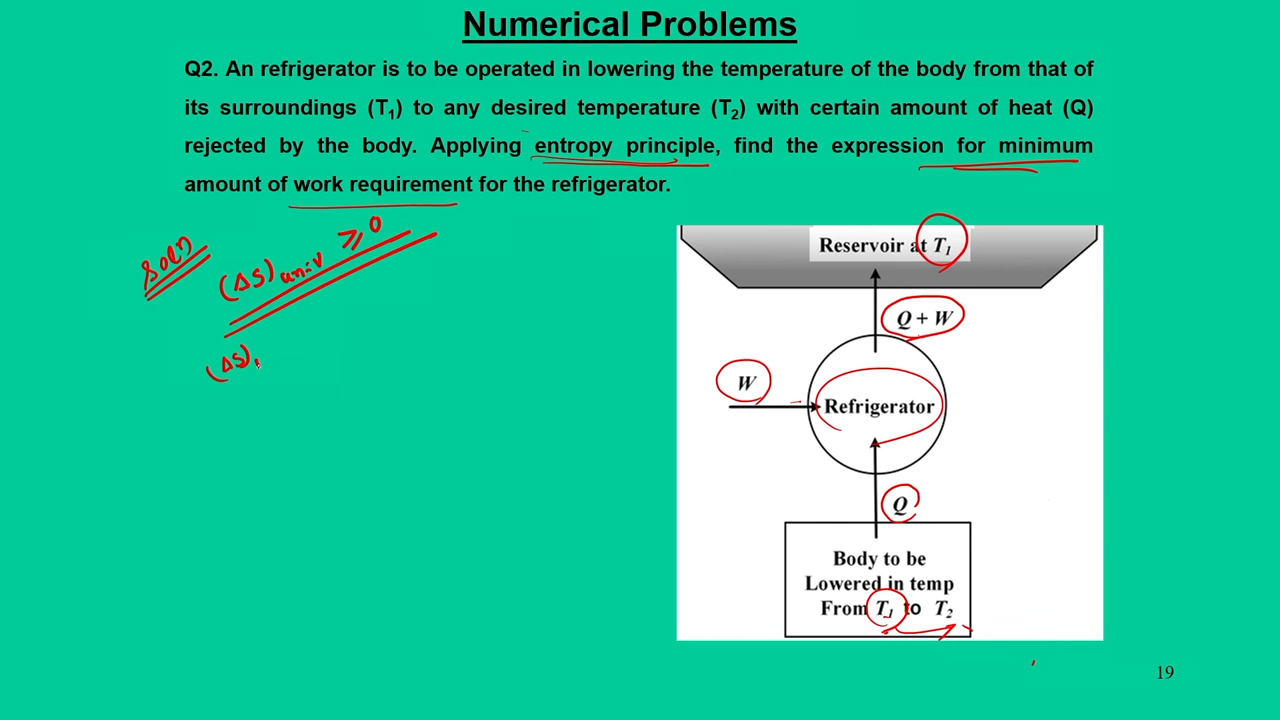 Numerical Problems
Q2. An refrigerator is to be operated in lowering the temperature of the body from that of
its surroundings (T₁) to any desired temperature (T₂) with certain amount of heat (Q)
rejected by the body. Applying entropy principle, find the expression for minimum
amount of work requirement for the refrigerator.
Soln
(ΔS)univ ≥ 0
(ΔS)
Reservoir at T₁
Q + W
W
Refrigerator
Q
Body to be
Lowered in temp
From T₁ to T₂
19